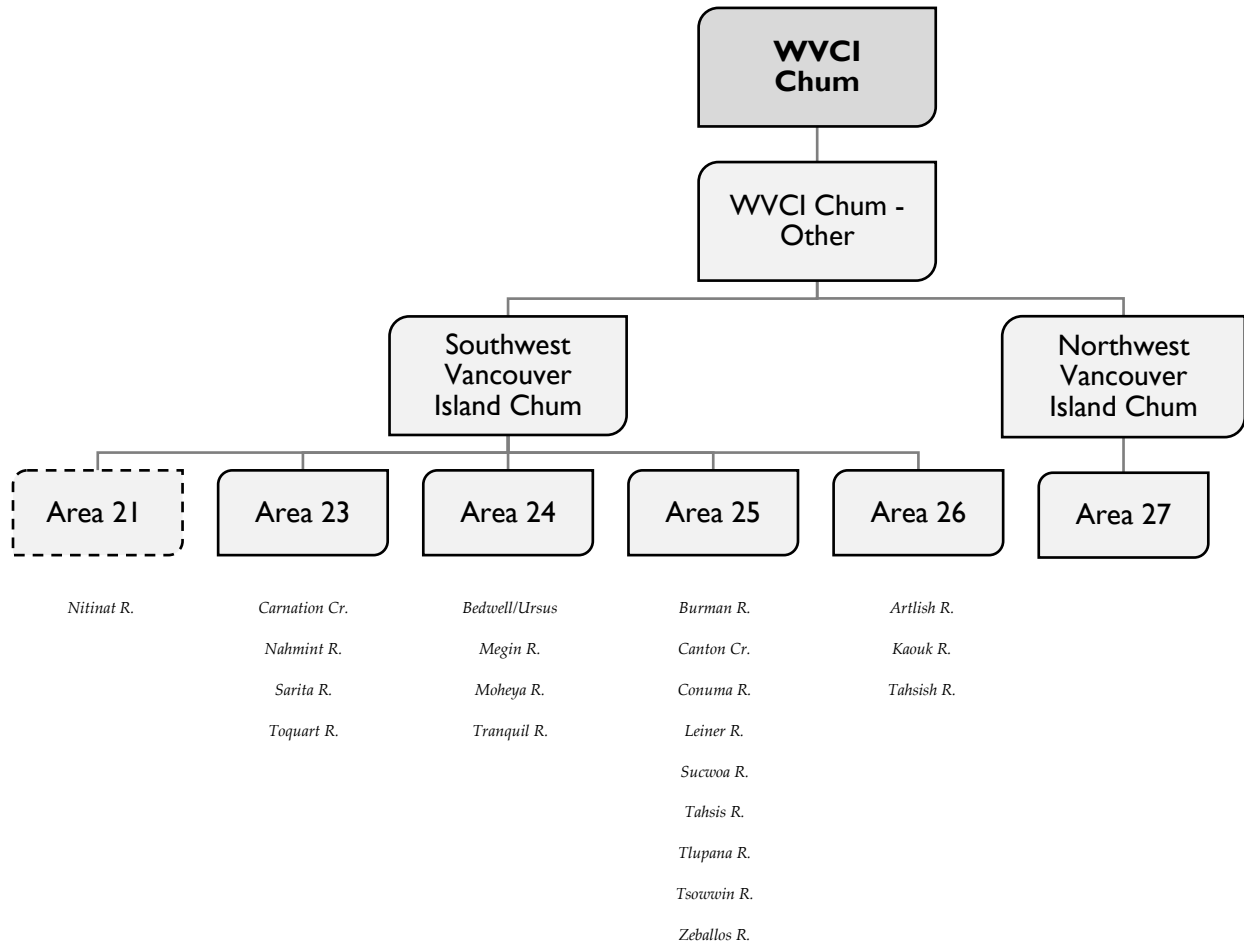 WVCI
Chum
WVCI Chum -
Other
Southwest
Vancouver
Island Chum
Northwest
Vancouver
Island Chum
Area 21
Area 23
Area 24
Area 25
Area 26
Area 27
Nitinat R.
Carnation Cr.
Nahmint R.
Sarita R.
Toquart R.
Bedwell/Ursus
Megin R.
Moheya R.
Tranquil R.
Burman R.
Canton Cr.
Conuma R.
Leiner R.
Sucwoa R.
Tahsis R.
Tlupana R.
Tsowwin R.
Zeballos R.
Artlish R.
Kaouk R.
Tahsish R.